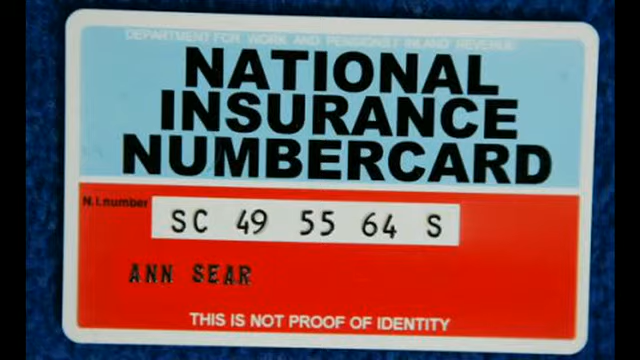 DEPARTMENT FOR WORK AND PENSIONS / INLAND REVENUE
NATIONAL
INSURANCE
NUMBERCARD
N.I.number
SC 49 55 64 S
ANN SEAR
THIS IS NOT PROOF OF IDENTITY